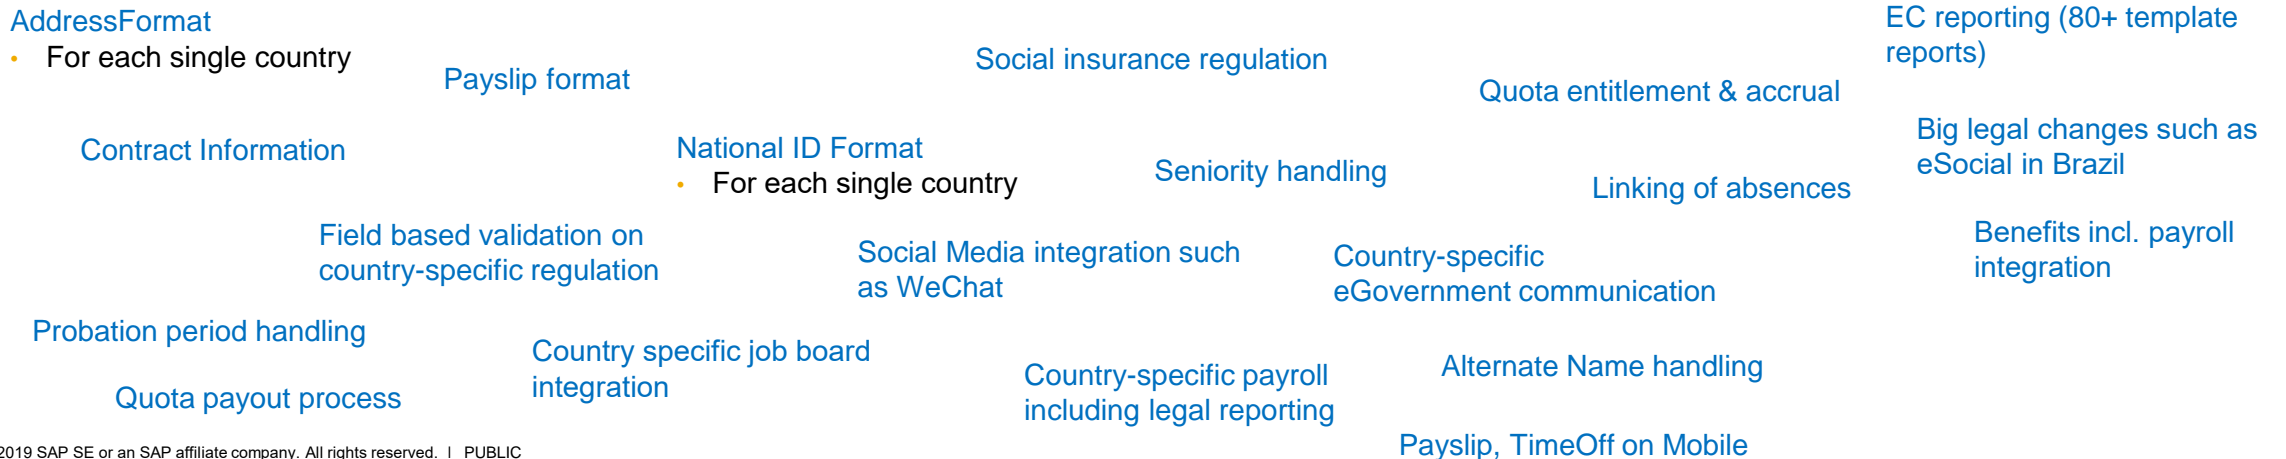 AddressFormat
• For each single country
Payslip format
Social insurance regulation
EC reporting (80+ template
reports)
Quota entitlement & accrual
Contract Information
National ID Format
• For each single country
Seniority handling
Linking of absences
Big legal changes such as
eSocial in Brazil
Field based validation on
country-specific regulation
Social Media integration such
as WeChat
Country-specific
eGovernment communication
Benefits incl. payroll
integration
Probation period handling
Quota payout process
Country specific job board
integration
Country-specific payroll
including legal reporting
Alternate Name handling
Payslip, TimeOff on Mobile
2019 SAP SE or an SAP affiliate company. All rights reserved. | PUBLIC